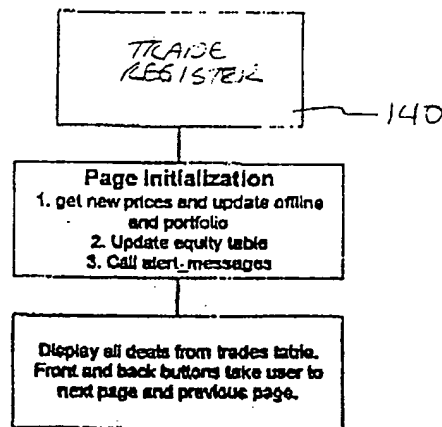 TRADE
REGISTER
140
Page Initialization
1. get new prices and update offline
and portfolio
2. Update equity table
3. Call alert_messages
Display all deals from trades table.
Front and back buttons take user to
next page and previous page.